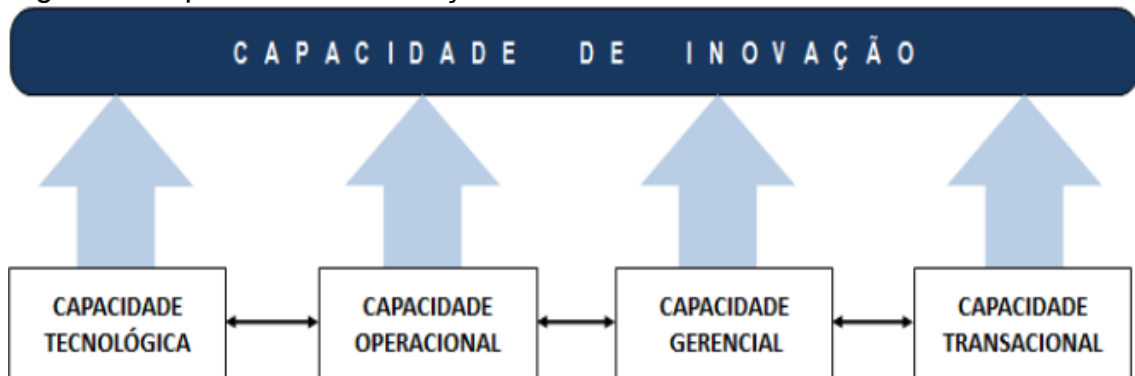 CAPACIDADE DE INOVAÇÃO
CAPACIDADE
TECNOLÓGICA
CAPACIDADE
OPERACIONAL
CAPACIDADE
GERENCIAL
CAPACIDADE
TRANSACIONAL